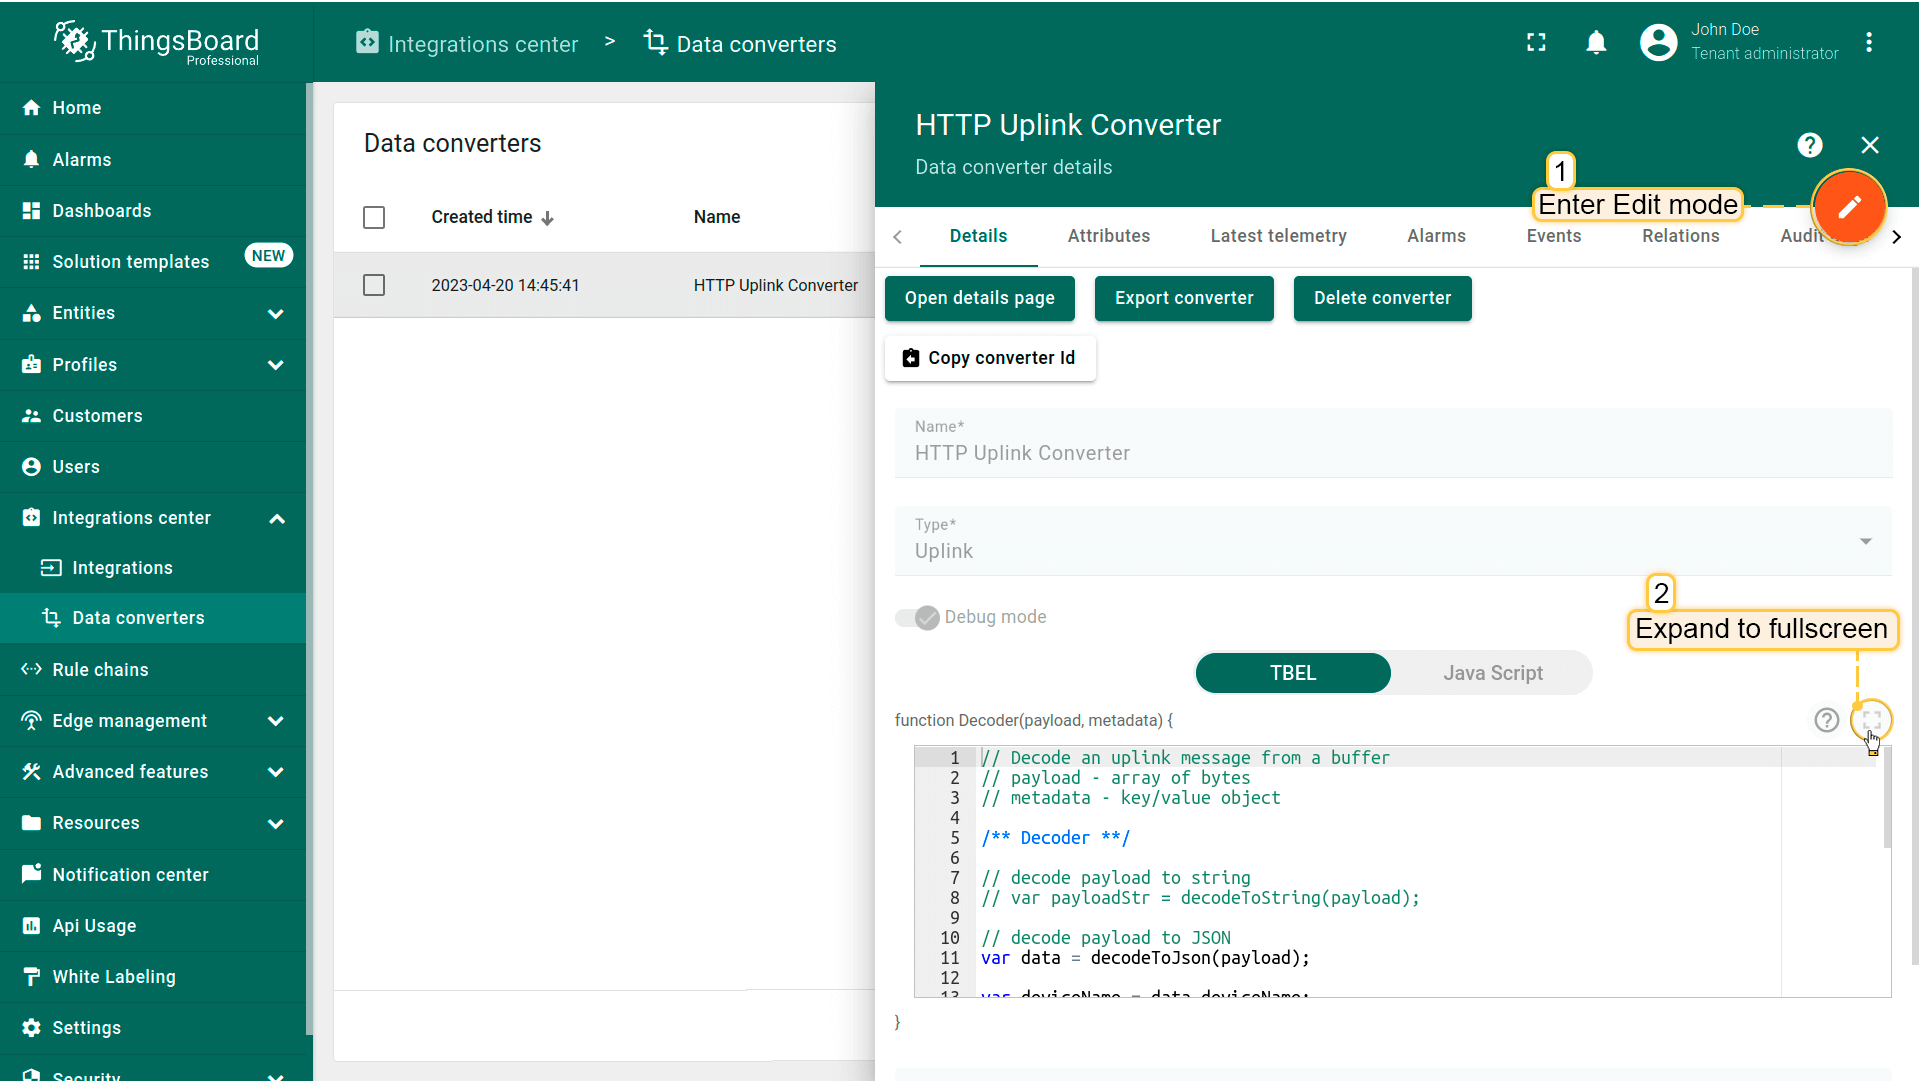 ThingsBoard
Professional
Integrations center > Data converters
John Doe
Tenant administrator
Home
Alarms
Dashboards
Solution templates NEW
Entities
Profiles
Customers
Users
Integrations center
Integrations
Data converters
Rule chains
Edge management
Advanced features
Resources
Notification center
Api Usage
White Labeling
Settings
Security
Data converters
Created time Name
2023-04-20 14:45:41 HTTP Uplink Converter
HTTP Uplink Converter
Data converter details
1
Enter Edit mode
Details Attributes Latest telemetry Alarms Events Relations Audit
Open details page Export converter Delete converter
Copy converter Id
Name*
HTTP Uplink Converter
Type*
Uplink
2
Expand to fullscreen
Debug mode
TBEL Java Script
function Decoder(payload, metadata) {
1 // Decode an uplink message from a buffer
2 // payload - array of bytes
3 // metadata - key/value object
4
5 /** Decoder **/
6
7 // decode payload to string
8 // var payloadStr = decodeToString(payload);
9
10 // decode payload to JSON
11 var data = decodeToJson(payload);
12
13 var deviceName = data.deviceName;
}